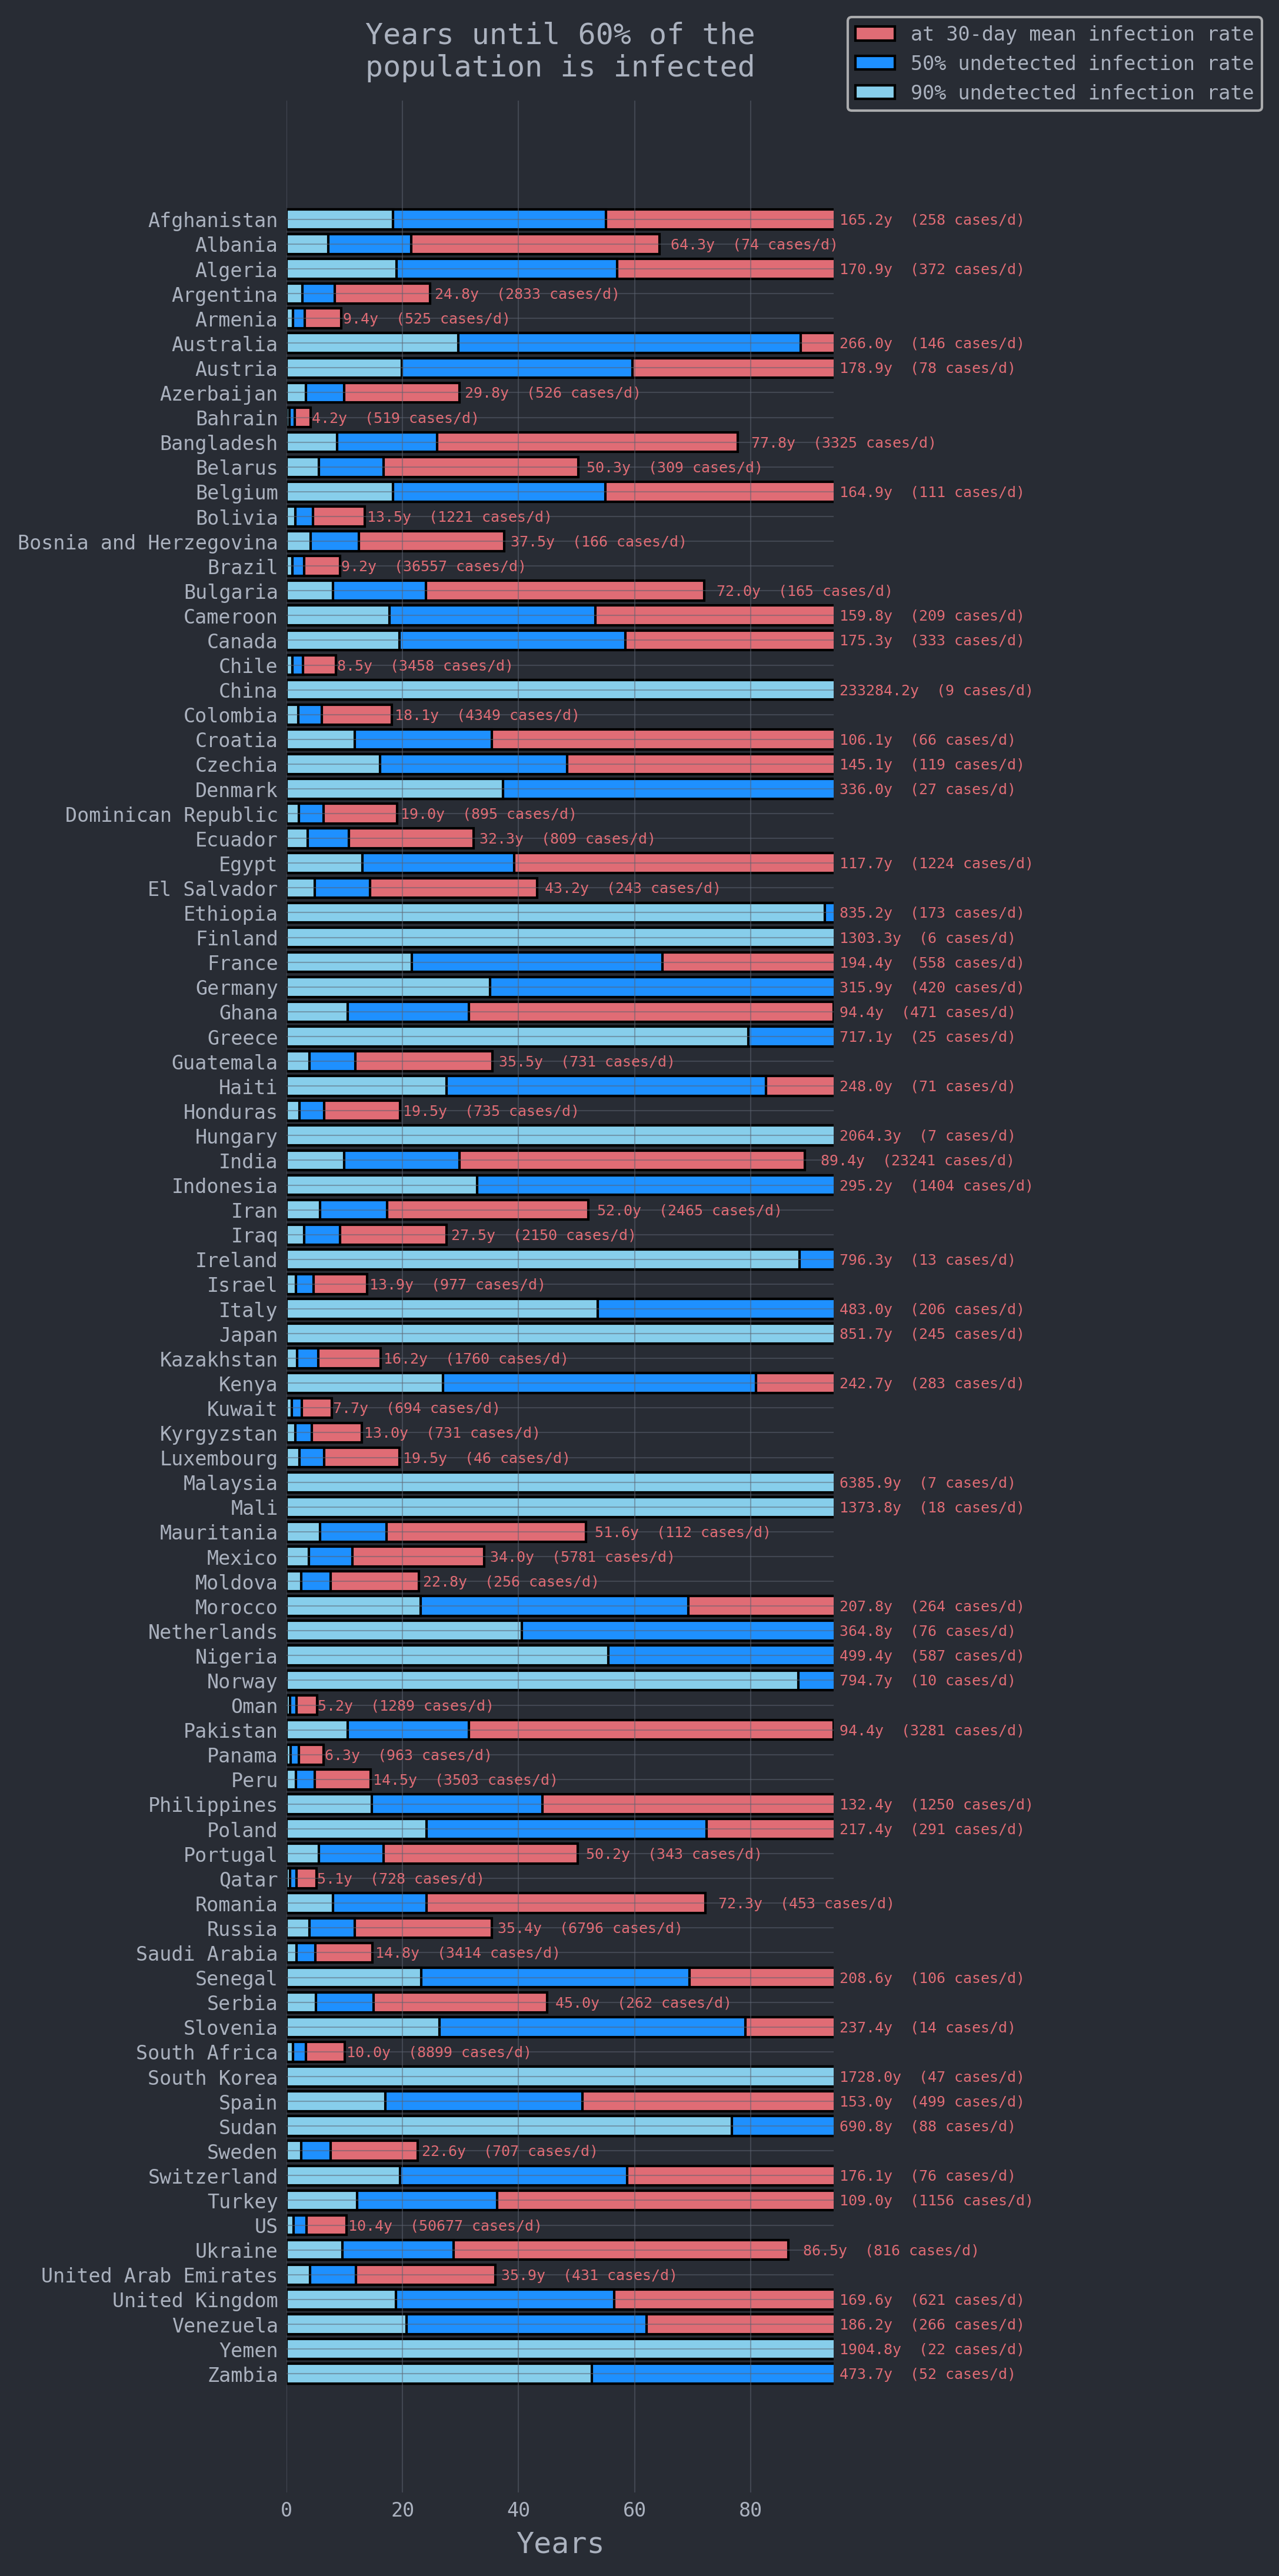 Years until 60% of the
population is infected
at 30-day mean infection rate
50% undetected infection rate
90% undetected infection rate
Afghanistan 165.2y (258 cases/d)
Albania 64.3y (74 cases/d)
Algeria 170.9y (372 cases/d)
Argentina 24.8y (2833 cases/d)
Armenia 9.4y (525 cases/d)
Australia 266.0y (146 cases/d)
Austria 178.9y (78 cases/d)
Azerbaijan 29.8y (526 cases/d)
Bahrain 4.2y (519 cases/d)
Bangladesh 77.8y (3325 cases/d)
Belarus 50.3y (309 cases/d)
Belgium 164.9y (111 cases/d)
Bolivia 13.5y (1221 cases/d)
Bosnia and Herzegovina 37.5y (166 cases/d)
Brazil 9.2y (36557 cases/d)
Bulgaria 72.0y (165 cases/d)
Cameroon 159.8y (209 cases/d)
Canada 175.3y (333 cases/d)
Chile 8.5y (3458 cases/d)
China 233284.2y (9 cases/d)
Colombia 18.1y (4349 cases/d)
Croatia 106.1y (66 cases/d)
Czechia 145.1y (119 cases/d)
Denmark 336.0y (27 cases/d)
Dominican Republic 19.0y (895 cases/d)
Ecuador 32.3y (809 cases/d)
Egypt 117.7y (1224 cases/d)
El Salvador 43.2y (243 cases/d)
Ethiopia 835.2y (173 cases/d)
Finland 1303.3y (6 cases/d)
France 194.4y (558 cases/d)
Germany 315.9y (420 cases/d)
Ghana 94.4y (471 cases/d)
Greece 717.1y (25 cases/d)
Guatemala 35.5y (731 cases/d)
Haiti 248.0y (71 cases/d)
Honduras 19.5y (735 cases/d)
Hungary 2064.3y (7 cases/d)
India 89.4y (23241 cases/d)
Indonesia 295.2y (1404 cases/d)
Iran 52.0y (2465 cases/d)
Iraq 27.5y (2150 cases/d)
Ireland 796.3y (13 cases/d)
Israel 13.9y (977 cases/d)
Italy 483.0y (206 cases/d)
Japan 851.7y (245 cases/d)
Kazakhstan 16.2y (1760 cases/d)
Kenya 242.7y (283 cases/d)
Kuwait 7.7y (694 cases/d)
Kyrgyzstan 13.0y (731 cases/d)
Luxembourg 19.5y (46 cases/d)
Malaysia 6385.9y (7 cases/d)
Mali 1373.8y (18 cases/d)
Mauritania 51.6y (112 cases/d)
Mexico 34.0y (5781 cases/d)
Moldova 22.8y (256 cases/d)
Morocco 207.8y (264 cases/d)
Netherlands 364.8y (76 cases/d)
Nigeria 499.4y (587 cases/d)
Norway 794.7y (10 cases/d)
Oman 5.2y (1289 cases/d)
Pakistan 94.4y (3281 cases/d)
Panama 6.3y (963 cases/d)
Peru 14.5y (3503 cases/d)
Philippines 132.4y (1250 cases/d)
Poland 217.4y (291 cases/d)
Portugal 50.2y (343 cases/d)
Qatar 5.1y (728 cases/d)
Romania 72.3y (453 cases/d)
Russia 35.4y (6796 cases/d)
Saudi Arabia 14.8y (3414 cases/d)
Senegal 208.6y (106 cases/d)
Serbia 45.0y (262 cases/d)
Slovenia 237.4y (14 cases/d)
South Africa 10.0y (8899 cases/d)
South Korea 1728.0y (47 cases/d)
Spain 153.0y (499 cases/d)
Sudan 690.8y (88 cases/d)
Sweden 22.6y (707 cases/d)
Switzerland 176.1y (76 cases/d)
Turkey 109.0y (1156 cases/d)
US 10.4y (50677 cases/d)
Ukraine 86.5y (816 cases/d)
United Arab Emirates 35.9y (431 cases/d)
United Kingdom 169.6y (621 cases/d)
Venezuela 186.2y (266 cases/d)
Yemen 1904.8y (22 cases/d)
Zambia 473.7y (52 cases/d)
0 20 40 60 80
Years